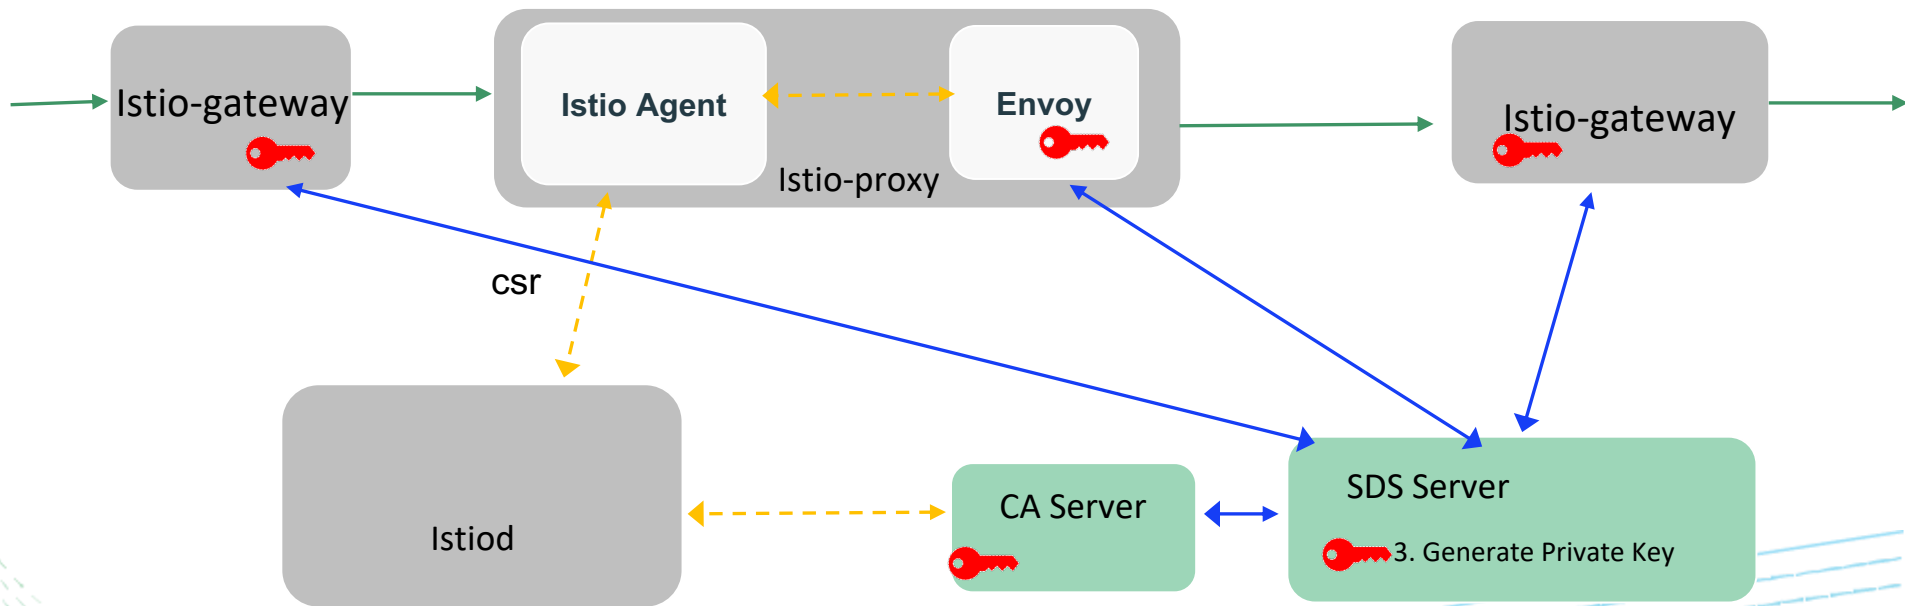 Istio-gateway
Istio Agent
Envoy
Istio-proxy
Istio-gateway
csr
Istiod
CA Server
SDS Server
3. Generate Private Key